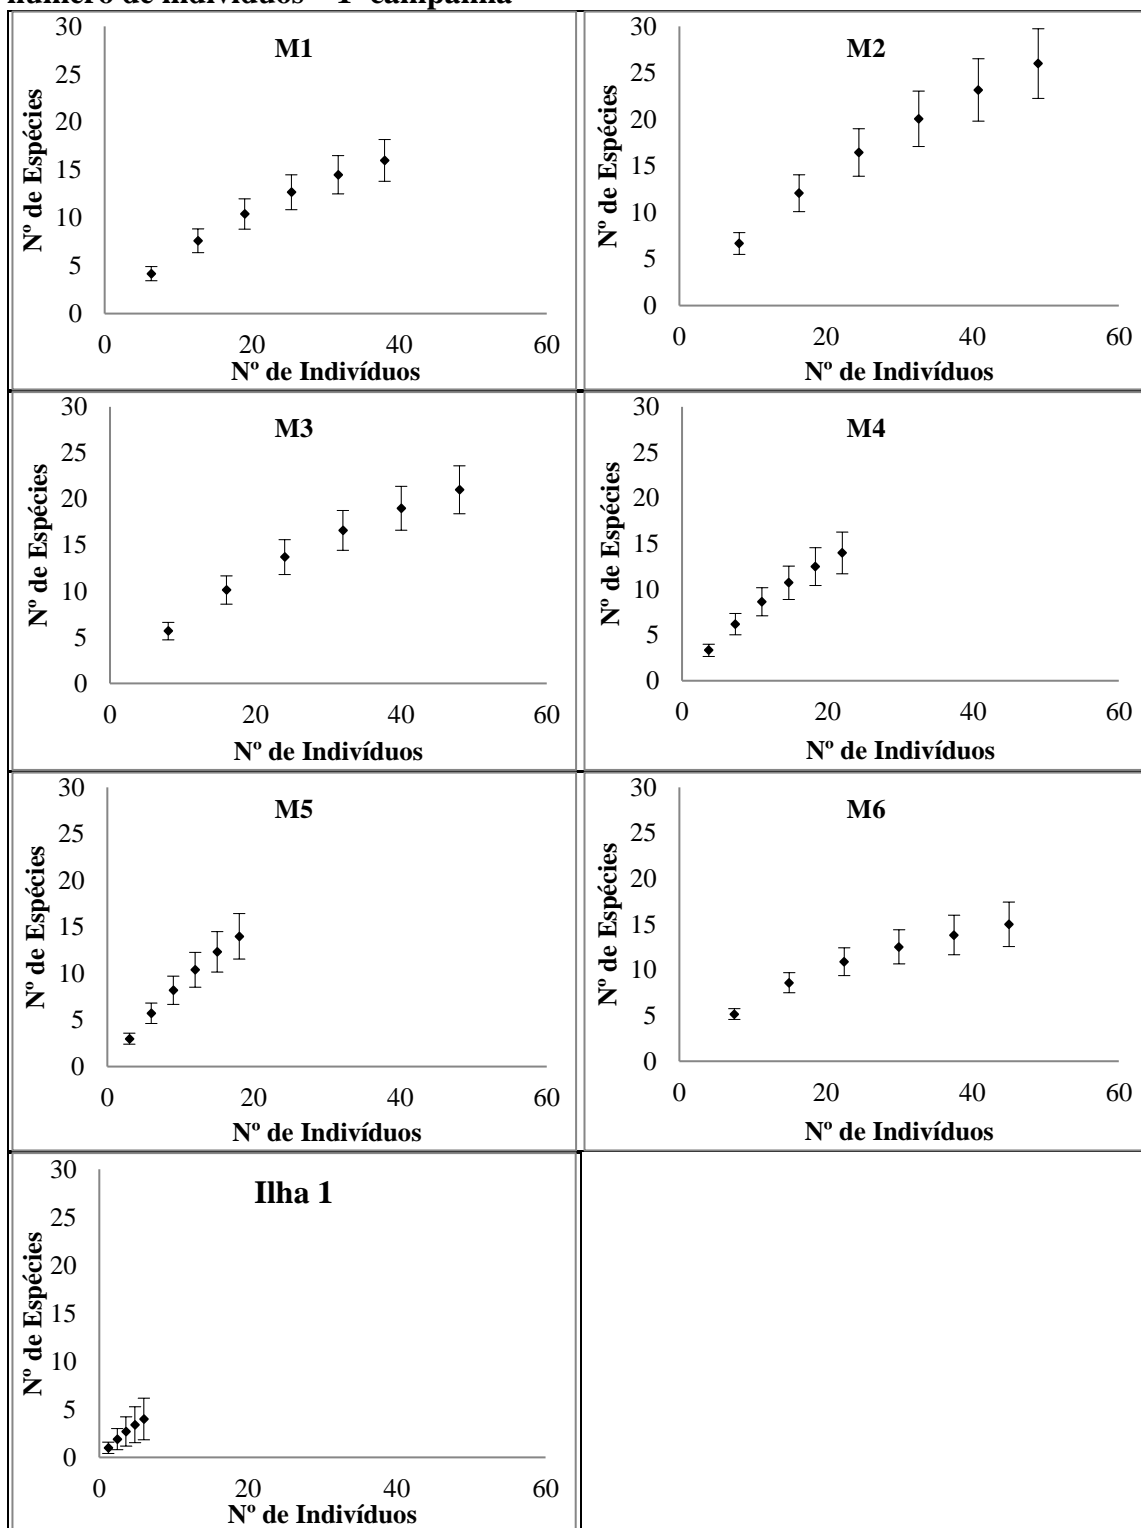 número de indivíduos – 1ª campanha
M1
30
25
20
15
10
5
0
0 20 40 60
Nº de Espécies
Nº de Indivíduos
M2
30
25
20
15
10
5
0
0 20 40 60
Nº de Espécies
Nº de Indivíduos
M3
30
25
20
15
10
5
0
0 20 40 60
Nº de Espécies
Nº de Indivíduos
M4
30
25
20
15
10
5
0
0 20 40 60
Nº de Espécies
Nº de Indivíduos
M5
30
25
20
15
10
5
0
0 20 40 60
Nº de Espécies
Nº de Indivíduos
M6
30
25
20
15
10
5
0
0 20 40 60
Nº de Espécies
Nº de Indivíduos
Ilha 1
30
25
20
15
10
5
0
0 20 40 60
Nº de Espécies
Nº de Indivíduos